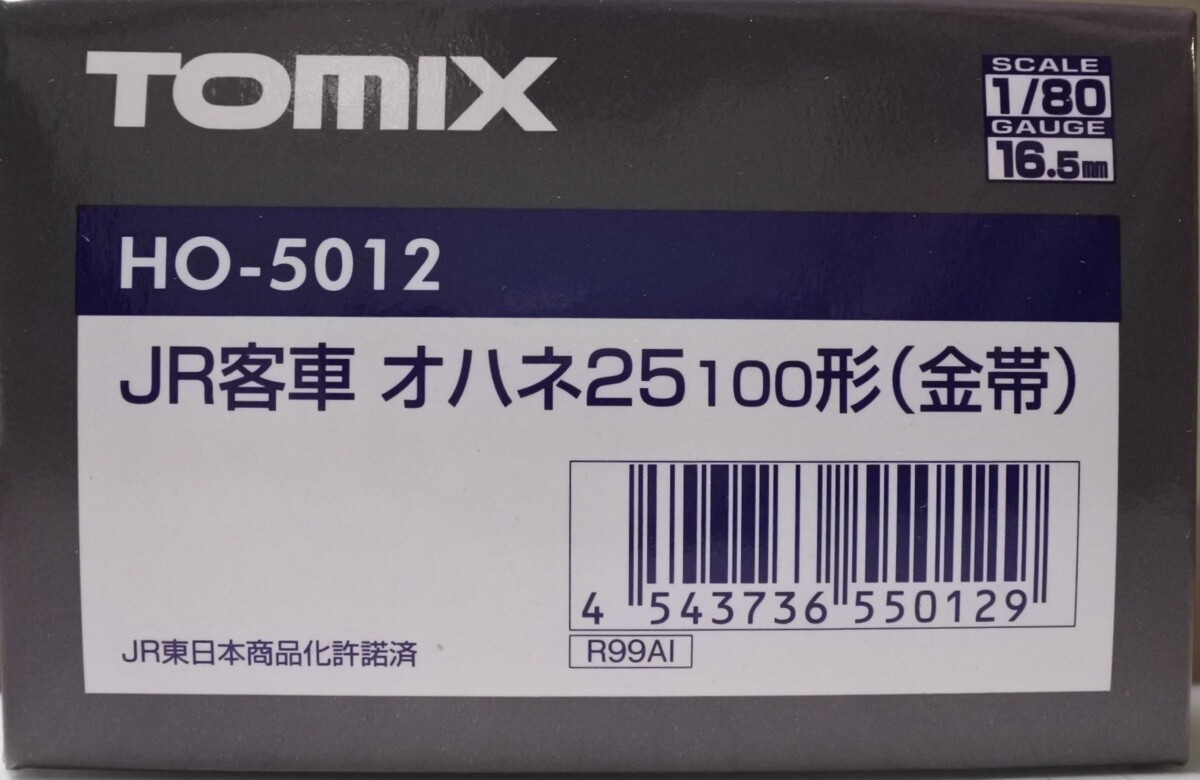 TOMIX
SCALE
1/80
GAUGE
16.5mm
HO-5012
JR客車 オハネ25100形(金帯)
4 543736 550129
JR東日本商品化許諾済
R99AI